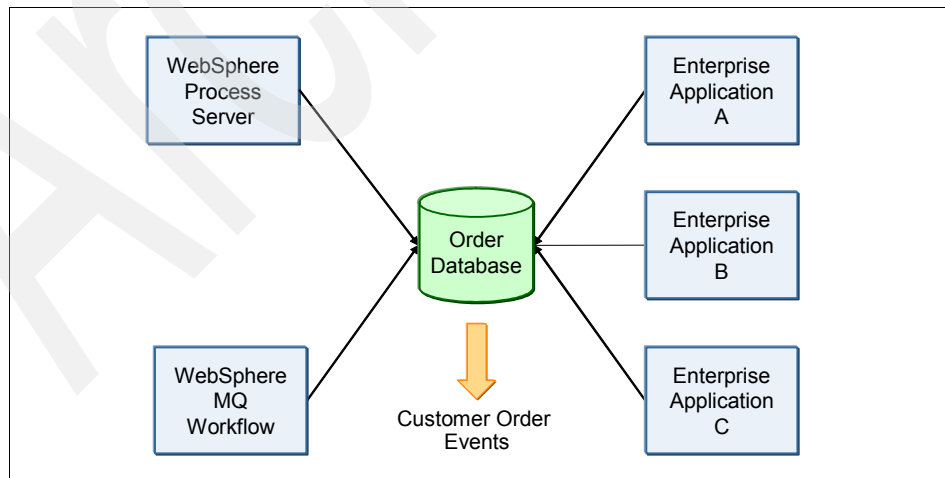 WebSphere
Process
Server
Enterprise
Application
A
Order
Database
Enterprise
Application
B
WebSphere
MQ
Workflow
Customer Order
Events
Enterprise
Application
C